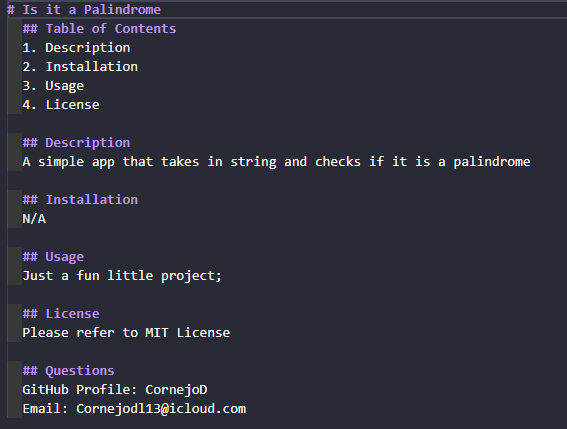 # Is it a Palindrome
## Table of Contents
1. Description
2. Installation
3. Usage
4. License
## Description
A simple app that takes in string and checks if it is a palindrome
## Installation
N/A
## Usage
Just a fun little project;
## License
Please refer to MIT License
## Questions
GitHub Profile: CornejoD
Email: Cornejodl13@icloud.com